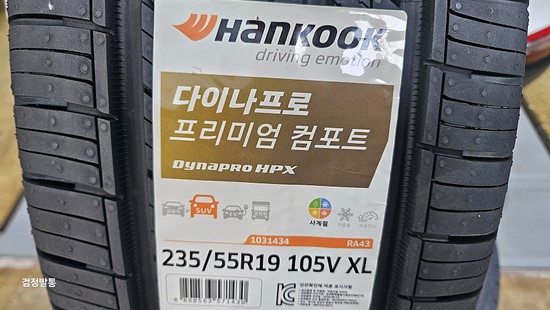 HANKOOK
driving emotion
다이나프로
프리미엄 컴포트
DynaPro HPX
SUV
사계절
1031434
RA43
235/55R19 105V XL
검정발통